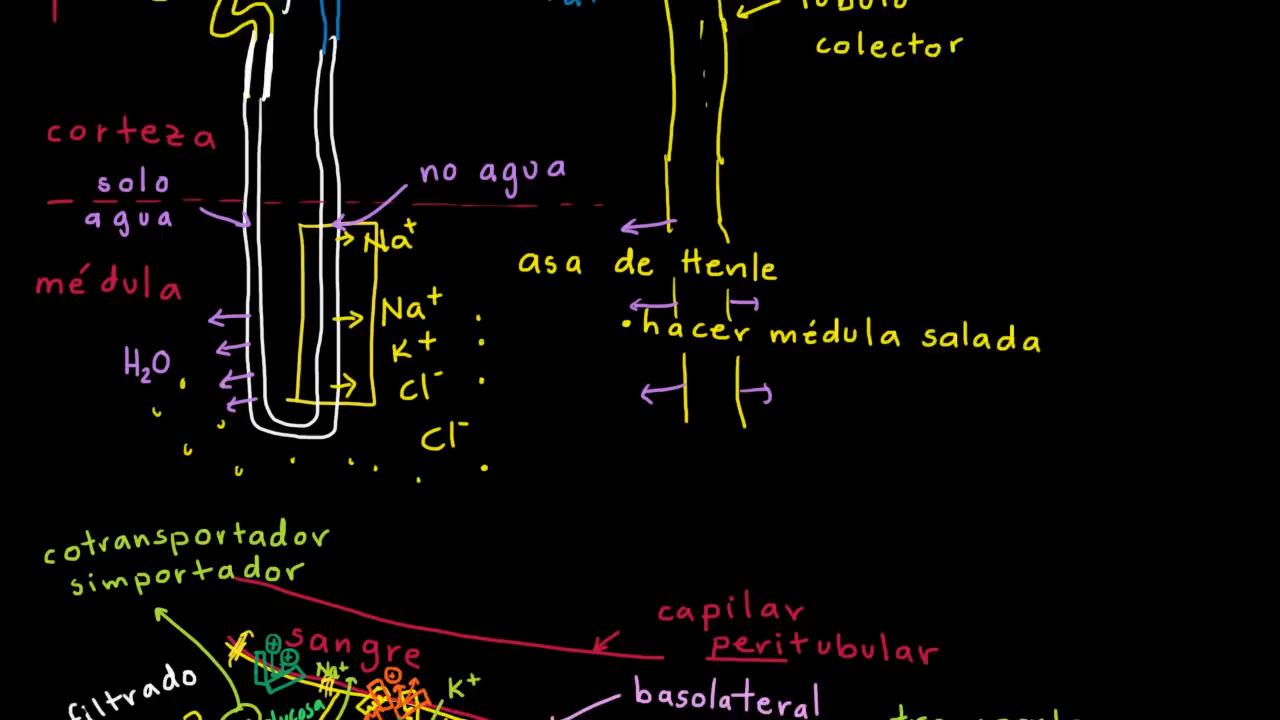 túbulo
colector
corteza
solo
agua
no agua
Na+
médula
asa de Henle
Na+
• hacer médula salada
K+
H2O
Cl-
Cl-
cotransportador
simportador
capilar
peritubular
sangre
Na+
K+
filtrado
basolateral